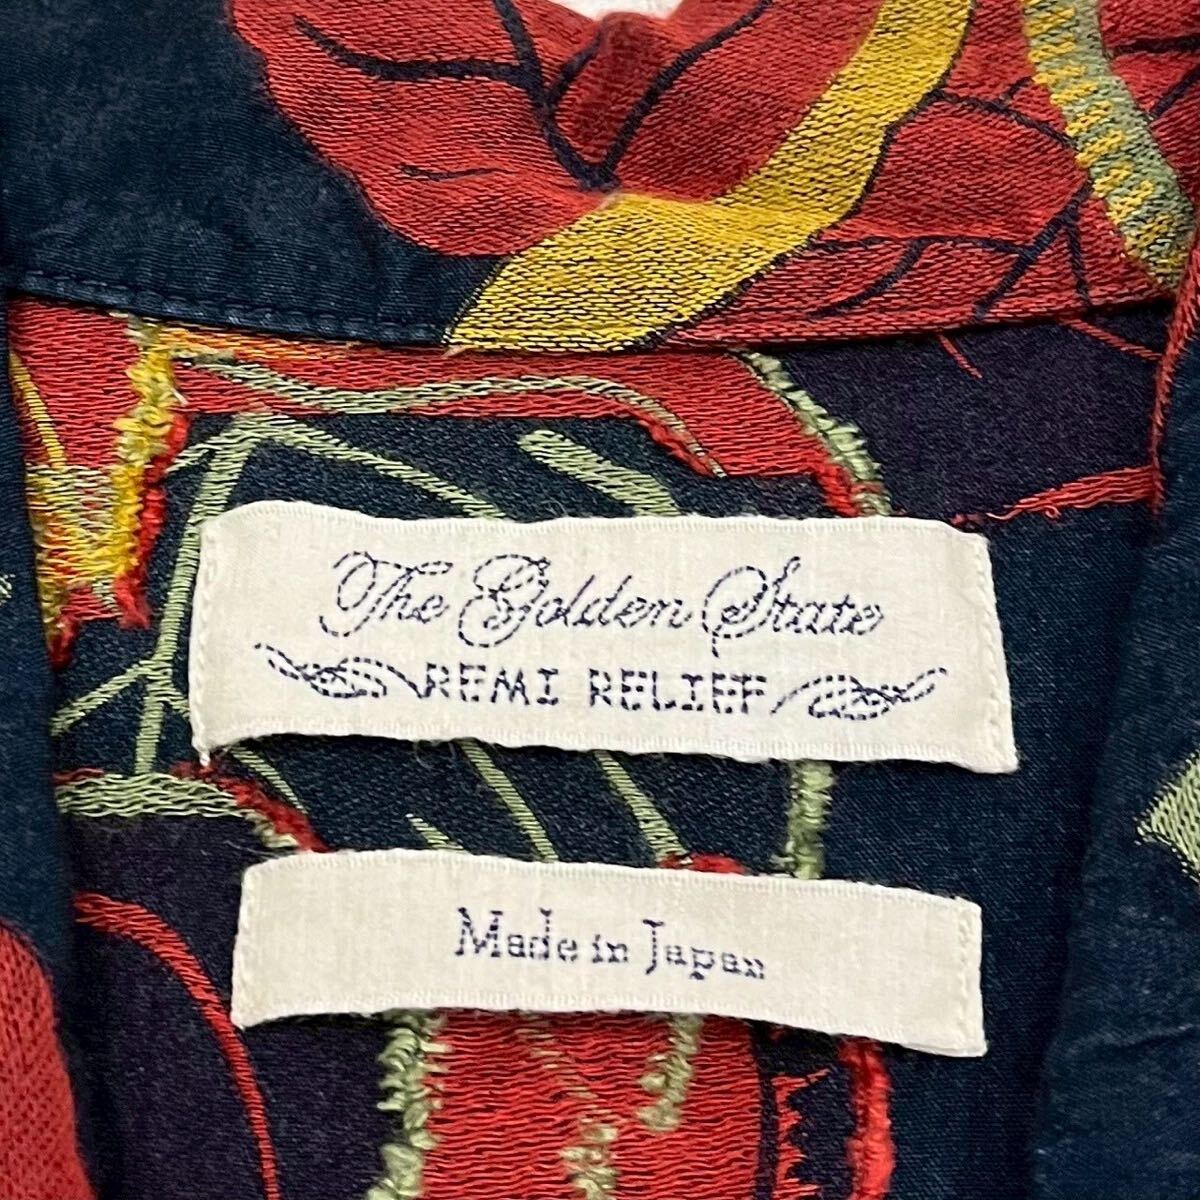 The Golden State
REMI RELIEF
Made in Japan